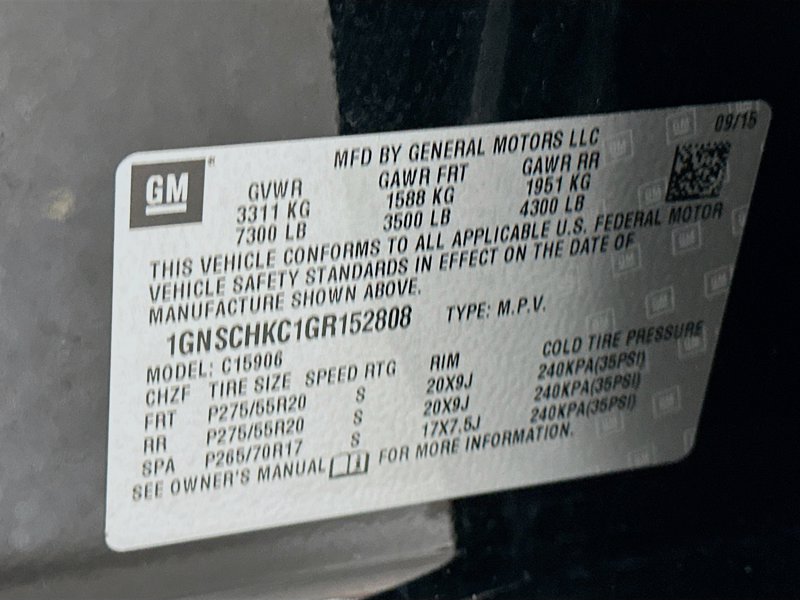 09/15
MFD BY GENERAL MOTORS LLC
GM®
GVWR GAWR FRT GAWR RR
3311 KG 1588 KG 1951 KG
7300 LB 3500 LB 4300 LB
THIS VEHICLE CONFORMS TO ALL APPLICABLE U.S. FEDERAL MOTOR
VEHICLE SAFETY STANDARDS IN EFFECT ON THE DATE OF
MANUFACTURE SHOWN ABOVE.
1GNSCHKC1GR152808 TYPE: M.P.V.
MODEL: C15906
CHZF TIRE SIZE SPEED RTG RIM COLD TIRE PRESSURE
FRT P275/55R20 S 20X9J 240KPA(35PSI)
RR P275/55R20 S 20X9J 240KPA(35PSI)
SPA P265/70R17 S 17X7.5J 240KPA(35PSI)
SEE OWNER'S MANUAL FOR MORE INFORMATION.